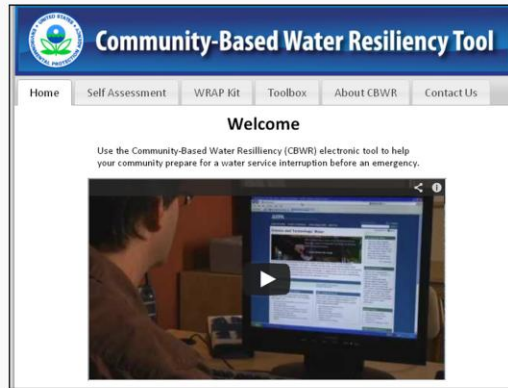 Community-Based Water Resiliency Tool
Home Self Assessment WRAP Kit Toolbox About CBWR Contact Us
Welcome
Use the Community-Based Water Resilliency (CBWR) electronic tool to help
your community prepare for a water service interruption before an emergency.